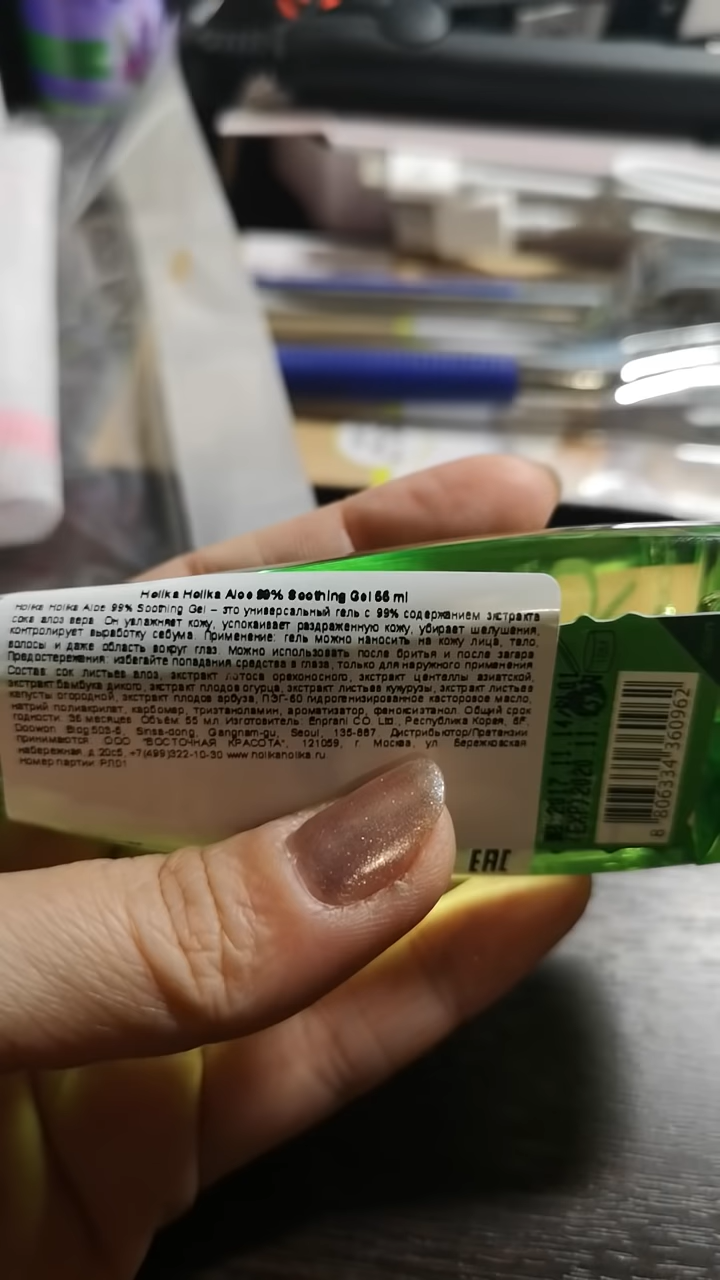 Holika Holika Aloe 99% Soothing Gel 55 ml
Holika Holika Aloe 99% Soothing Gel – это универсальный гель с 99% содержанием экстракта
сока алоэ вера. Он увлажняет кожу, успокаивает раздраженную кожу, убирает шелушения,
контролирует выработку себума. Применение: гель можно наносить на кожу лица, тело,
волосы и даже область вокруг глаз. Можно использовать после бритья и после загара.
Предостережения: избегайте попадания средства в глаза, только для наружного применения
Состав: сок листьев алоэ, экстракт лотоса орехоносного, экстракт центеллы азиатской,
экстракт бамбука дикого, экстракт плодов огурца, экстракт листьев кукурузы, экстракт листьев
капусты огородной, экстракт плодов арбуза, ПЭГ-60 гидрогенизированное касторовое масло,
натрий полиакрилат, карбомер, триэтаноламин, ароматизатор, феноксиэтанол. Общий срок
годности: 36 месяцев. Объём 55 мл. Изготовитель: Enprani CO. Ltd., Республика Корея, 6F,
Doowon Blog 503-5, Sinsa-dong, Gangnam-gu, Seoul, 135-887. Дистрибьютор/Претензии
принимаются: ООО "ВОСТОЧНАЯ КРАСОТА", 121059, г. Москва, ул. Бережковская
набережная, д.20с5, +7(499)322-10-30 www.holikaholika.ru
Номер партии: РЛ01
EAC
8 806334 360962